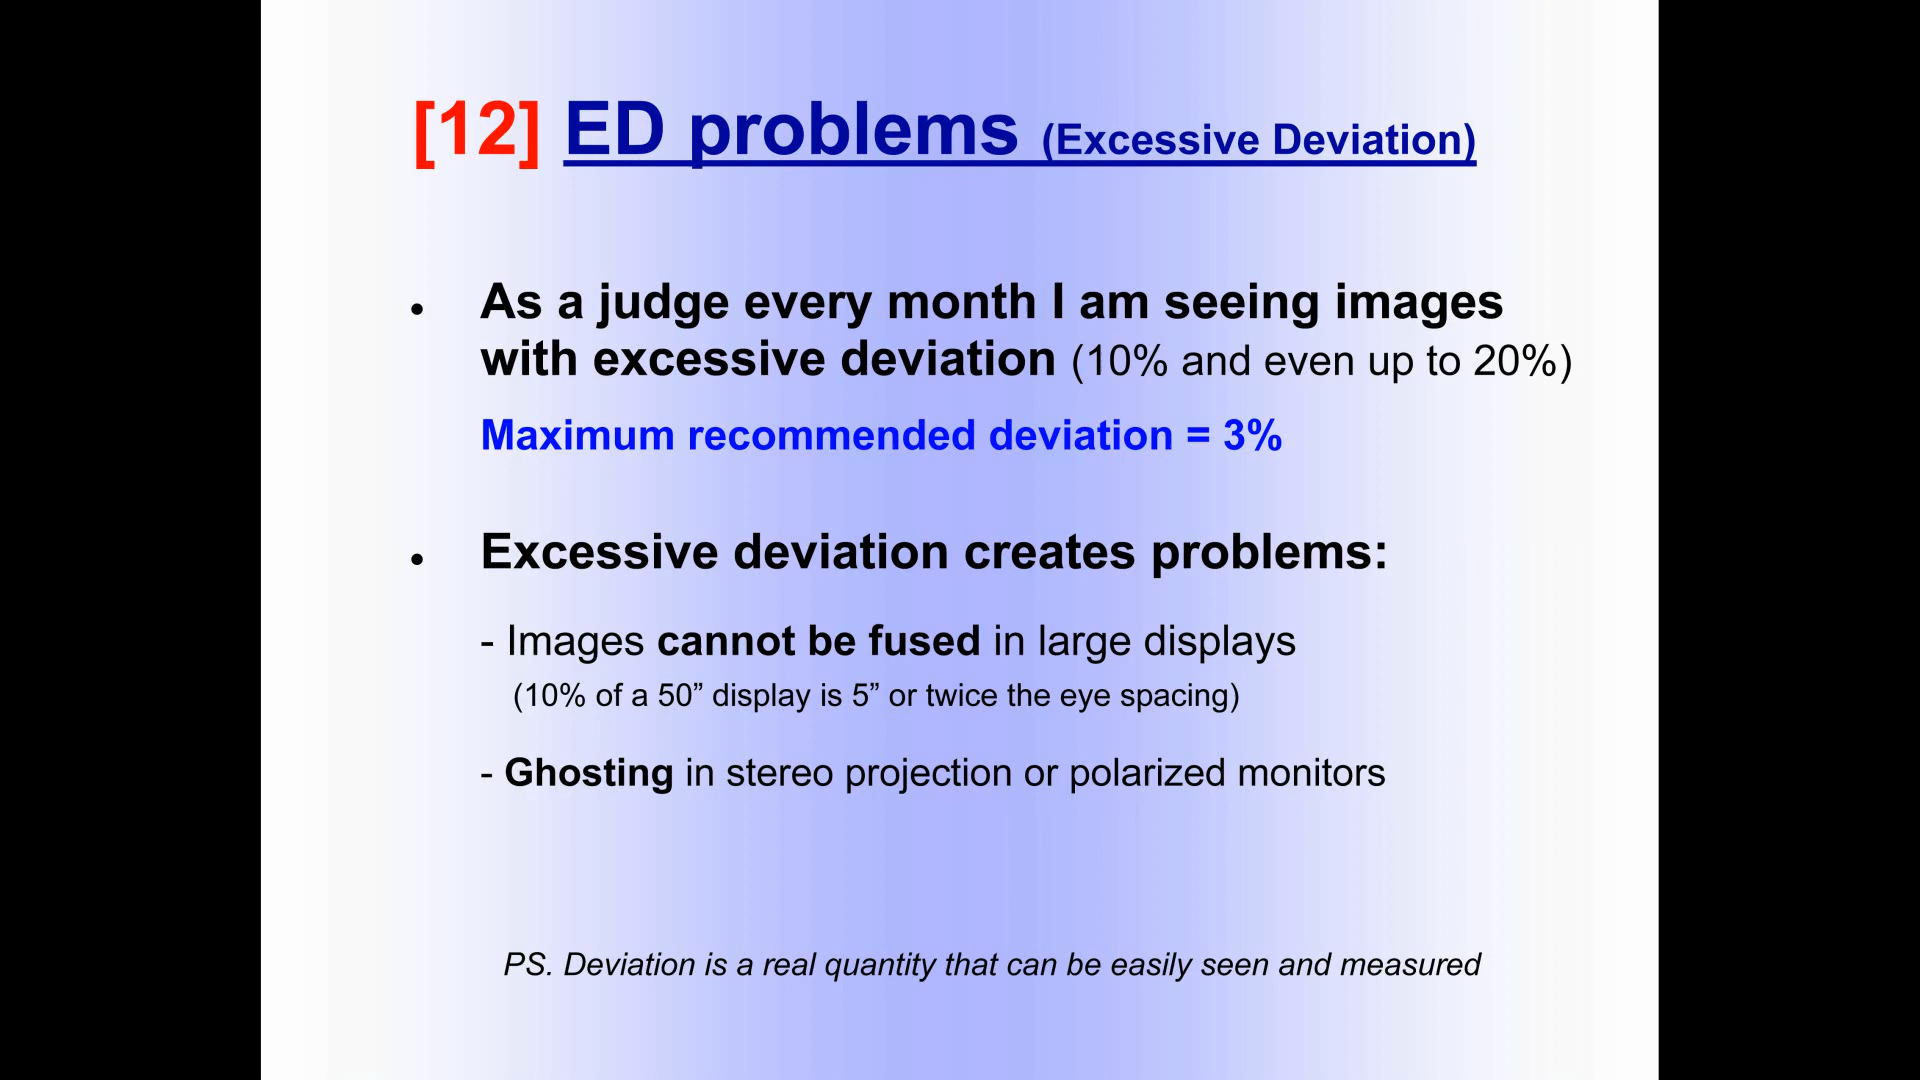 [12] ED problems (Excessive Deviation)
• As a judge every month I am seeing images
with excessive deviation (10% and even up to 20%)
Maximum recommended deviation = 3%
• Excessive deviation creates problems:
- Images cannot be fused in large displays
(10% of a 50” display is 5” or twice the eye spacing)
- Ghosting in stereo projection or polarized monitors
PS. Deviation is a real quantity that can be easily seen and measured